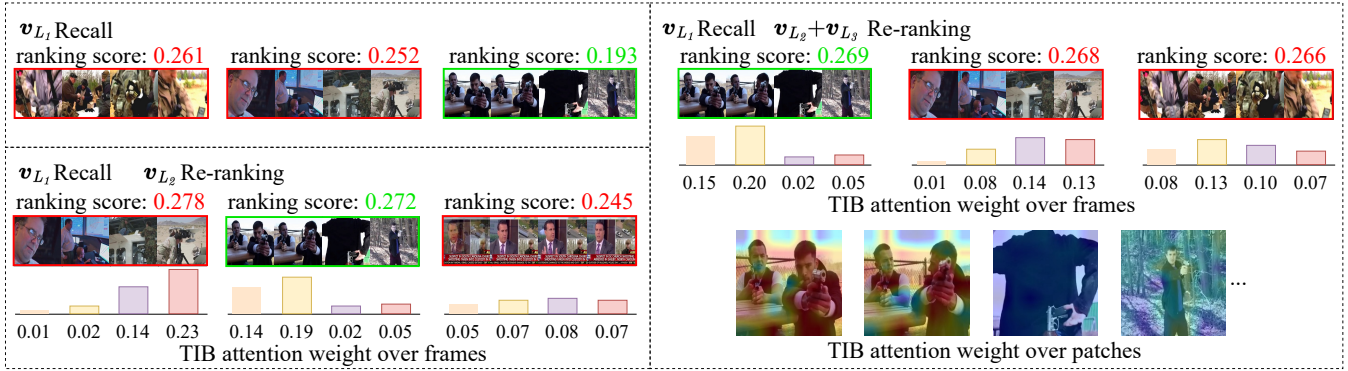 v_{L_1} Recall
ranking score: 0.261 ranking score: 0.252 ranking score: 0.193
v_{L_1} Recall v_{L_2} Re-ranking
ranking score: 0.278 ranking score: 0.272 ranking score: 0.245
0.01 0.02 0.14 0.23 0.14 0.19 0.02 0.05 0.05 0.07 0.08 0.07
TIB attention weight over frames
v_{L_1} Recall v_{L_2}+v_{L_3} Re-ranking
ranking score: 0.269 ranking score: 0.268 ranking score: 0.266
0.15 0.20 0.02 0.05 0.01 0.08 0.14 0.13 0.08 0.13 0.10 0.07
TIB attention weight over frames
...
TIB attention weight over patches